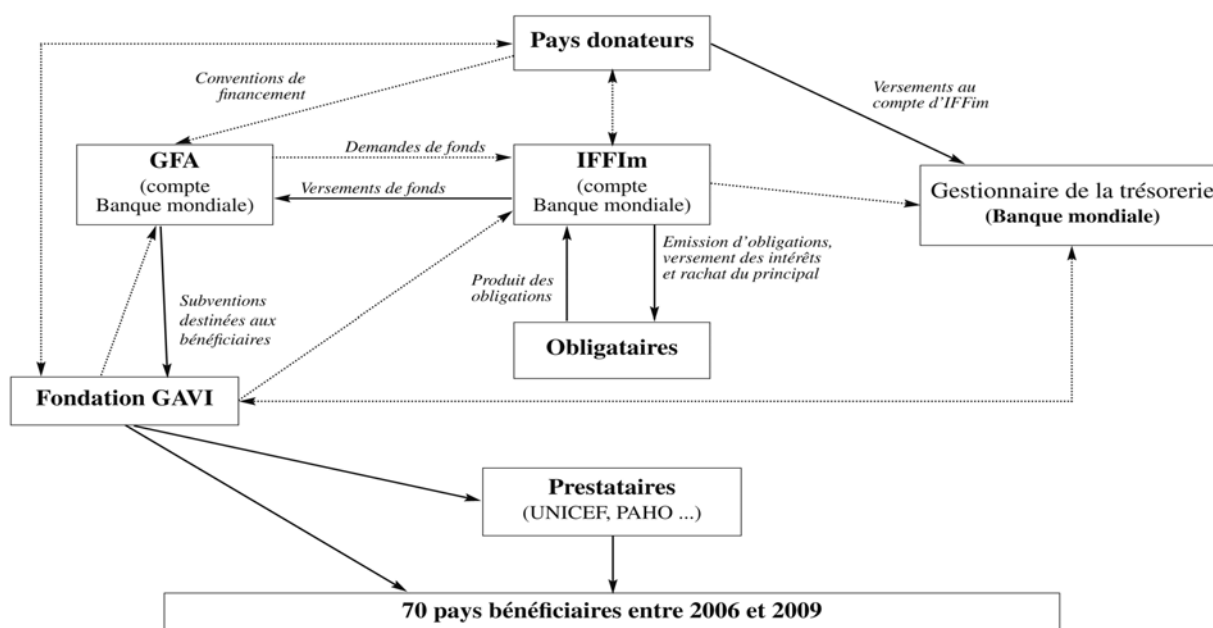 Pays donateurs
Conventions de
financement
Versements au
compte d'IFFim
GFA
(compte
Banque mondiale)
Demandes de fonds
Versements de fonds
IFFIm
(compte
Banque mondiale)
Gestionnaire de la trésorerie
(Banque mondiale)
Emission d'obligations,
versement des intérêts
et rachat du principal
Produit des
obligations
Subventions
destinées aux
bénéficiaires
Obligataires
Fondation GAVI
Prestataires
(UNICEF, PAHO ...)
70 pays bénéficiaires entre 2006 et 2009